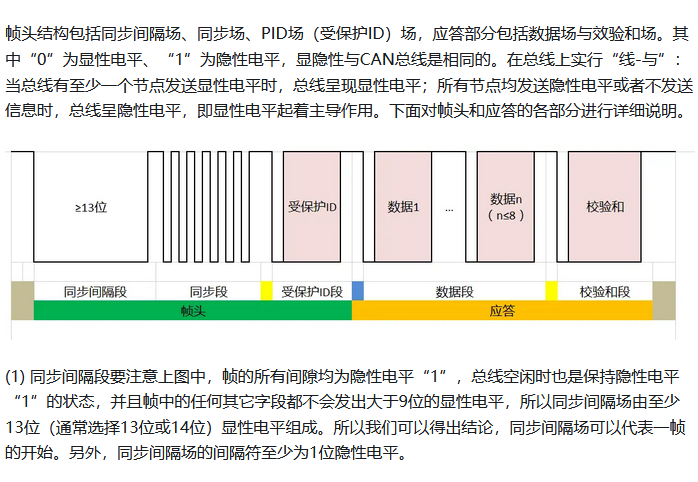 帧头结构包括同步间隔场、同步场、PID场（受保护ID）场，应答部分包括数据场与效验和场。其
中“0”为显性电平、“1”为隐性电平，显隐性与CAN总线是相同的。在总线上实行“线-与”：
当总线有至少一个节点发送显性电平时，总线呈现显性电平；所有节点均发送隐性电平或者不发送
信息时，总线呈隐性电平，即显性电平起着主导作用。下面对帧头和应答的各部分进行详细说明。
≥13位
受保护ID
数据1
...
数据n
（n≤8）
校验和
同步间隔段
同步段
受保护ID段
数据段
校验和段
帧头
应答
(1) 同步间隔段要注意上图中，帧的所有间隙均为隐性电平“1”，总线空闲时也是保持隐性电平
“1”的状态，并且帧中的任何其它字段都不会发出大于9位的显性电平，所以同步间隔场由至少
13位（通常选择13位或14位）显性电平组成。所以我们可以得出结论，同步间隔场可以代表一帧
的开始。另外，同步间隔场的间隔符至少为1位隐性电平。